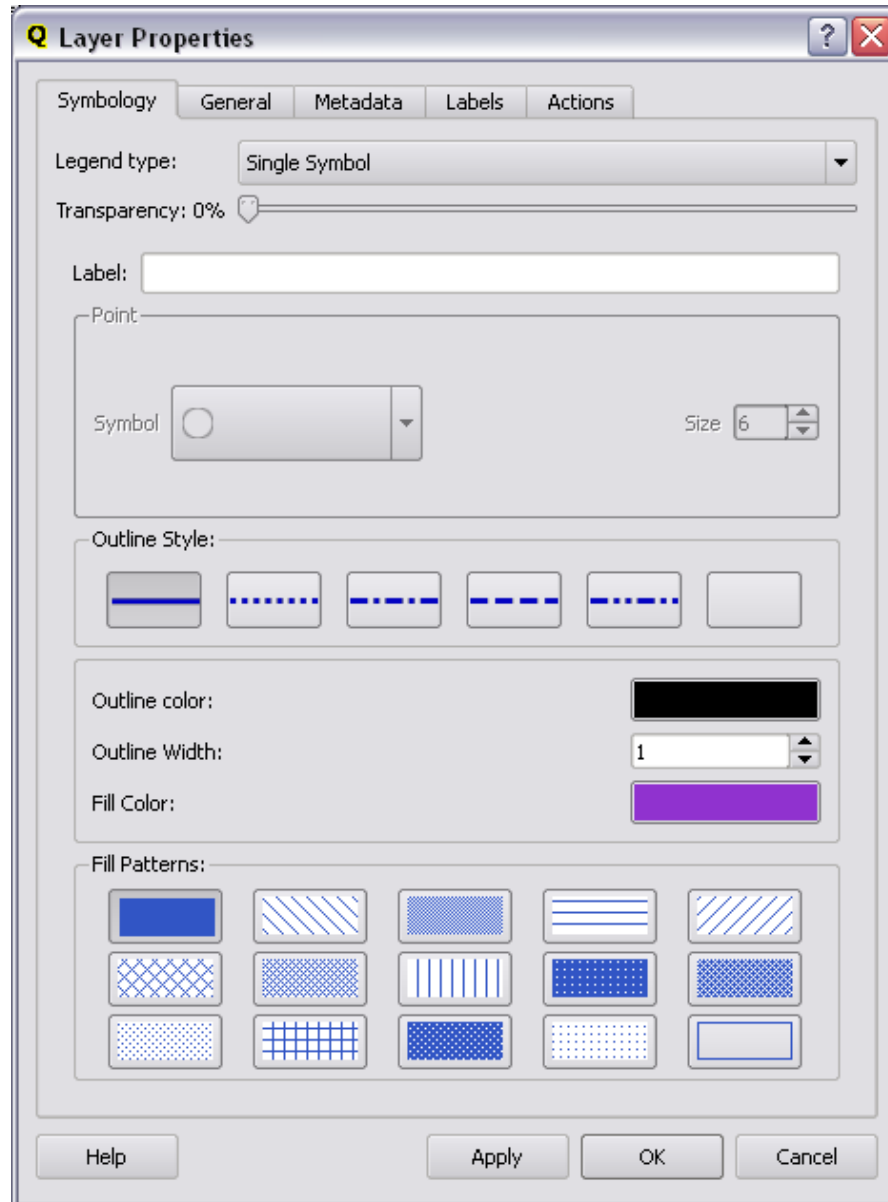 Q Layer Properties ?
Symbology General Metadata Labels Actions
Legend type: Single Symbol
Transparency: 0%
Label:
Point
Symbol Size 6
Outline Style:
Outline color:
Outline Width: 1
Fill Color:
Fill Patterns:
Help Apply OK Cancel